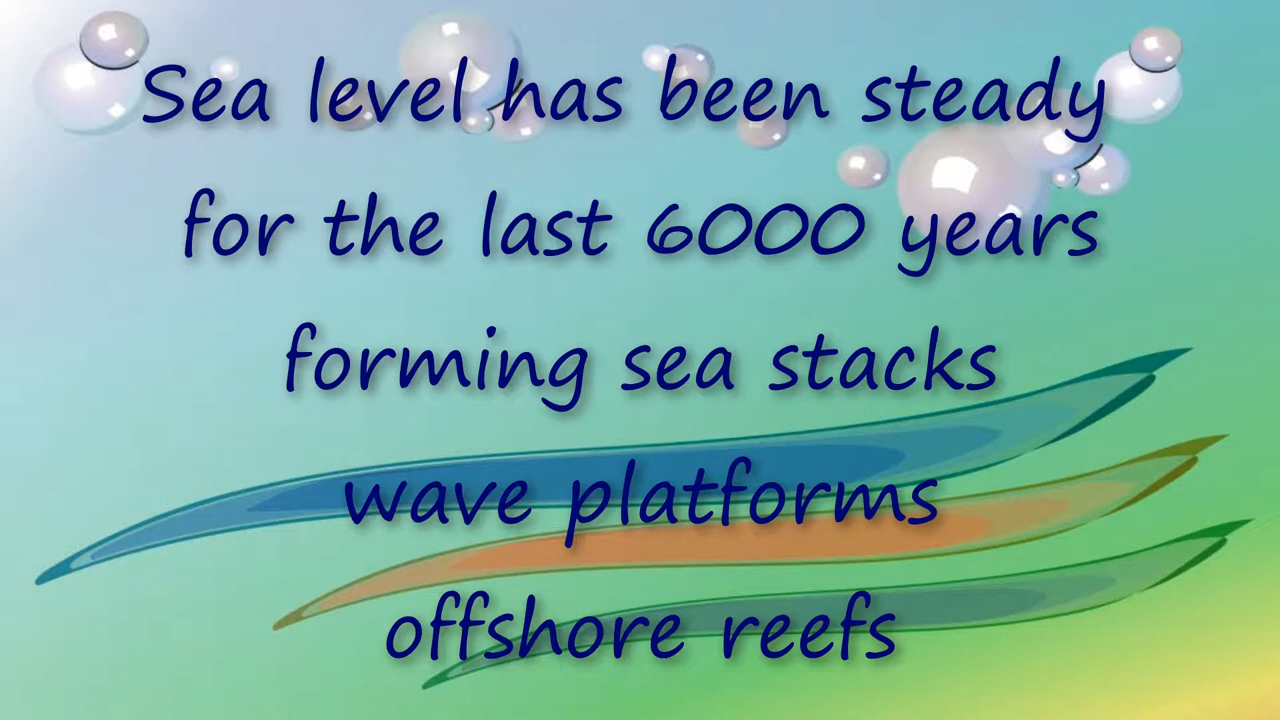 Sea level has been steady
for the last 6000 years
forming sea stacks
wave platforms
offshore reefs